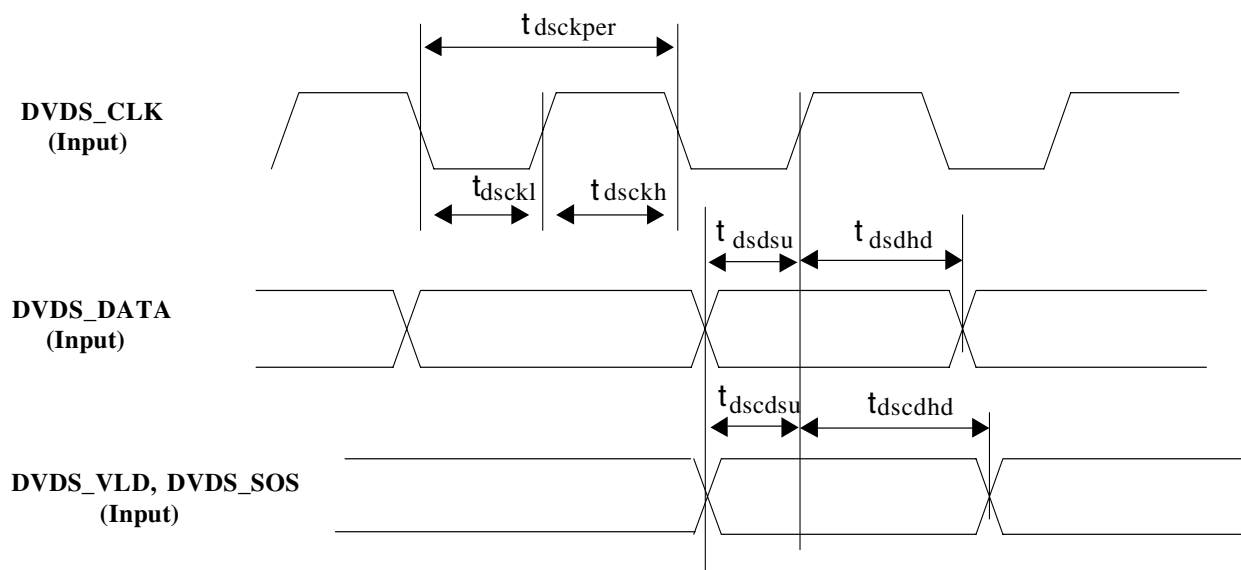 t dsckper
DVDS_CLK
(Input)
tdsckl
t dsckh
t dsdsu
t dsdhd
DVDS_DATA
(Input)
tdscdsu
tdscdhd
DVDS_VLD, DVDS_SOS
(Input)